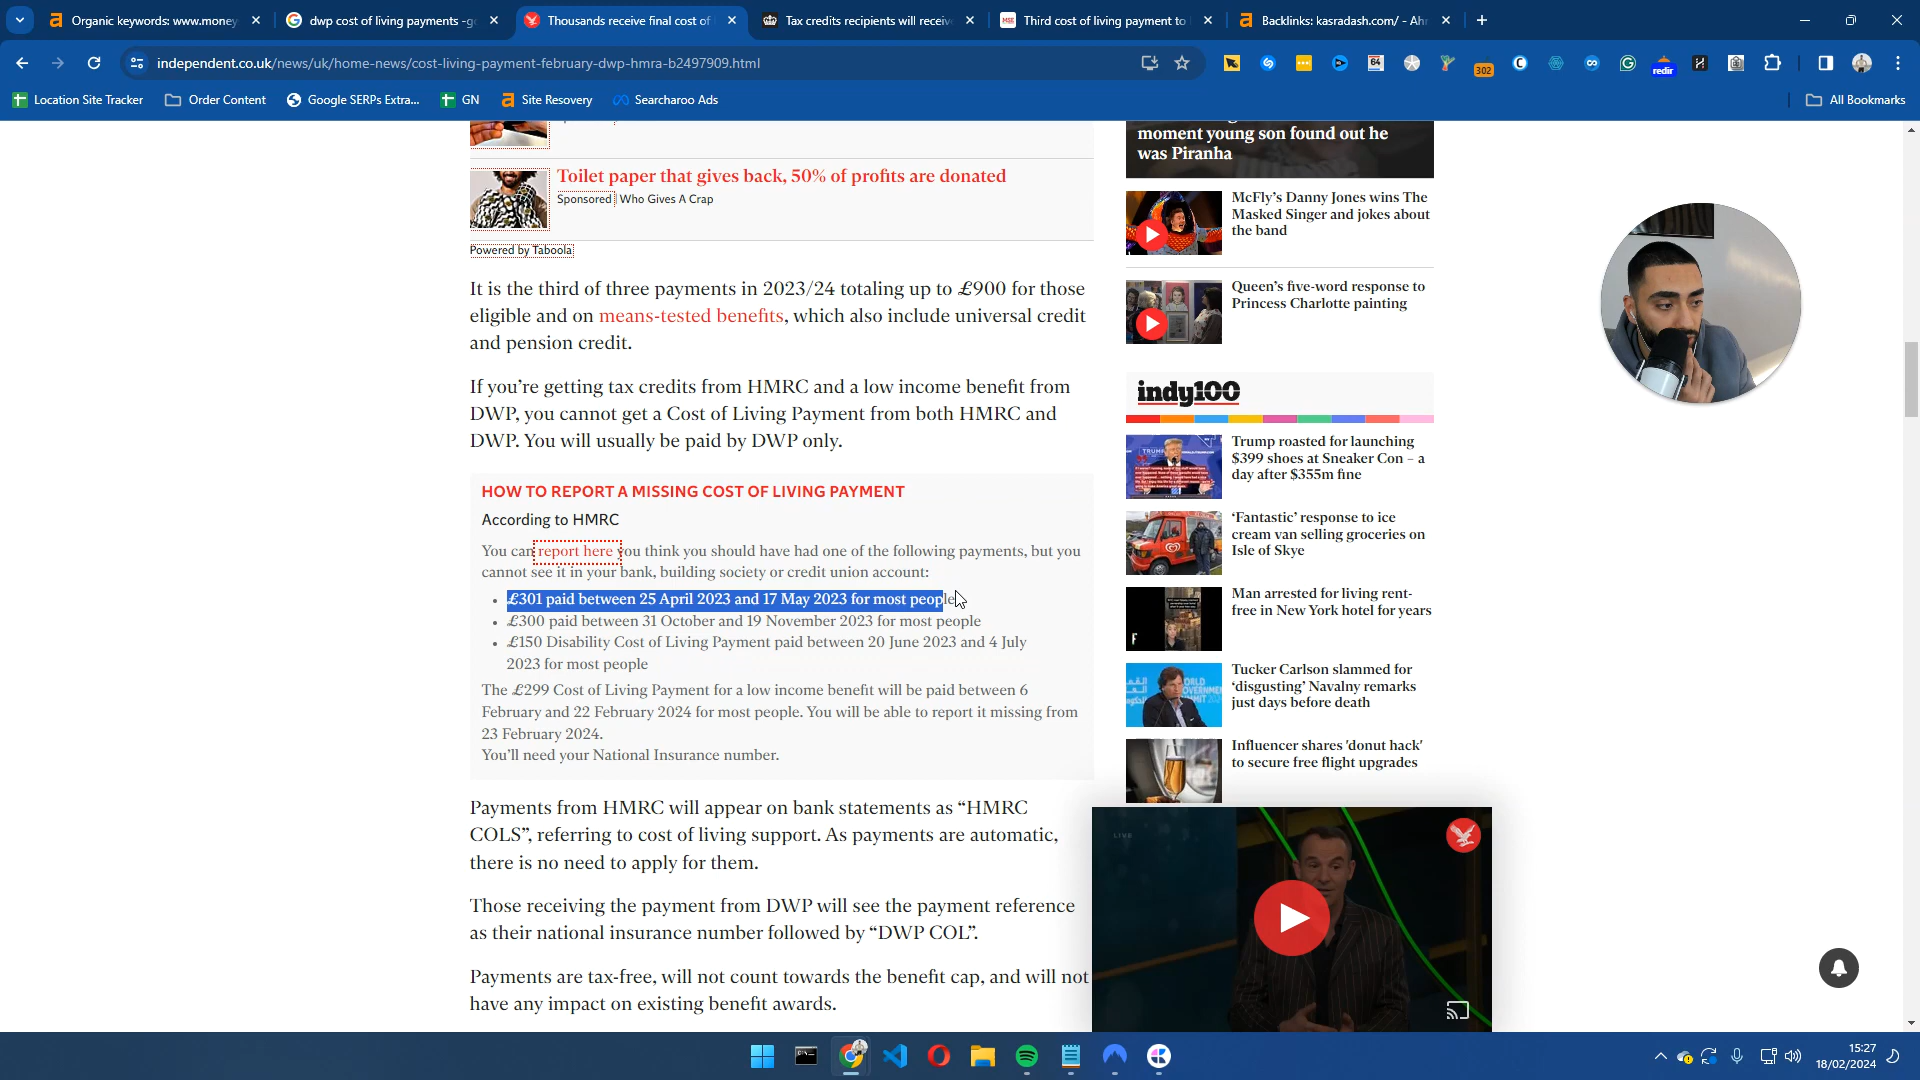 Organic keywords: www.money
dwp cost of living payments -g
Thousands receive final cost of
Tax credits recipients will receiv
Third cost of living payment to
Backlinks: kasradash.com/ - Ah
independent.co.uk/news/uk/home-news/cost-living-payment-february-dwp-hmra-b2497909.html
Location Site Tracker
Order Content
Google SERPs Extra...
GN
Site Recovery
Searcharoo Ads
All Bookmarks
64
302
redir
Toilet paper that gives back, 50% of profits are donated
Sponsored | Who Gives A Crap
Powered by Taboola
It is the third of three payments in 2023/24 totaling up to £900 for those
eligible and on means-tested benefits, which also include universal credit
and pension credit.
If you’re getting tax credits from HMRC and a low income benefit from
DWP, you cannot get a Cost of Living Payment from both HMRC and
DWP. You will usually be paid by DWP only.
HOW TO REPORT A MISSING COST OF LIVING PAYMENT
According to HMRC
You can report here you think you should have had one of the following payments, but you
cannot see it in your bank, building society or credit union account:
• £301 paid between 25 April 2023 and 17 May 2023 for most people
• £300 paid between 31 October and 19 November 2023 for most people
• £150 Disability Cost of Living Payment paid between 20 June 2023 and 4 July
2023 for most people
The £299 Cost of Living Payment for a low income benefit will be paid between 6
February and 22 February 2024 for most people. You will be able to report it missing from
23 February 2024.
You’ll need your National Insurance number.
Payments from HMRC will appear on bank statements as “HMRC
COLS”, referring to cost of living support. As payments are automatic,
there is no need to apply for them.
Those receiving the payment from DWP will see the payment reference
as their national insurance number followed by “DWP COL”.
Payments are tax-free, will not count towards the benefit cap, and will not
have any impact on existing benefit awards.
moment young son found out he
was Piranha
McFly’s Danny Jones wins The
Masked Singer and jokes about
the band
Queen’s five-word response to
Princess Charlotte painting
indy100
Trump roasted for launching
$399 shoes at Sneaker Con – a
day after $355m fine
‘Fantastic’ response to ice
cream van selling groceries on
Isle of Skye
Man arrested for living rent-
free in New York hotel for years
Tucker Carlson slammed for
‘disgusting’ Navalny remarks
just days before death
Influencer shares 'donut hack'
to secure free flight upgrades
LIVE
15:27
18/02/2024